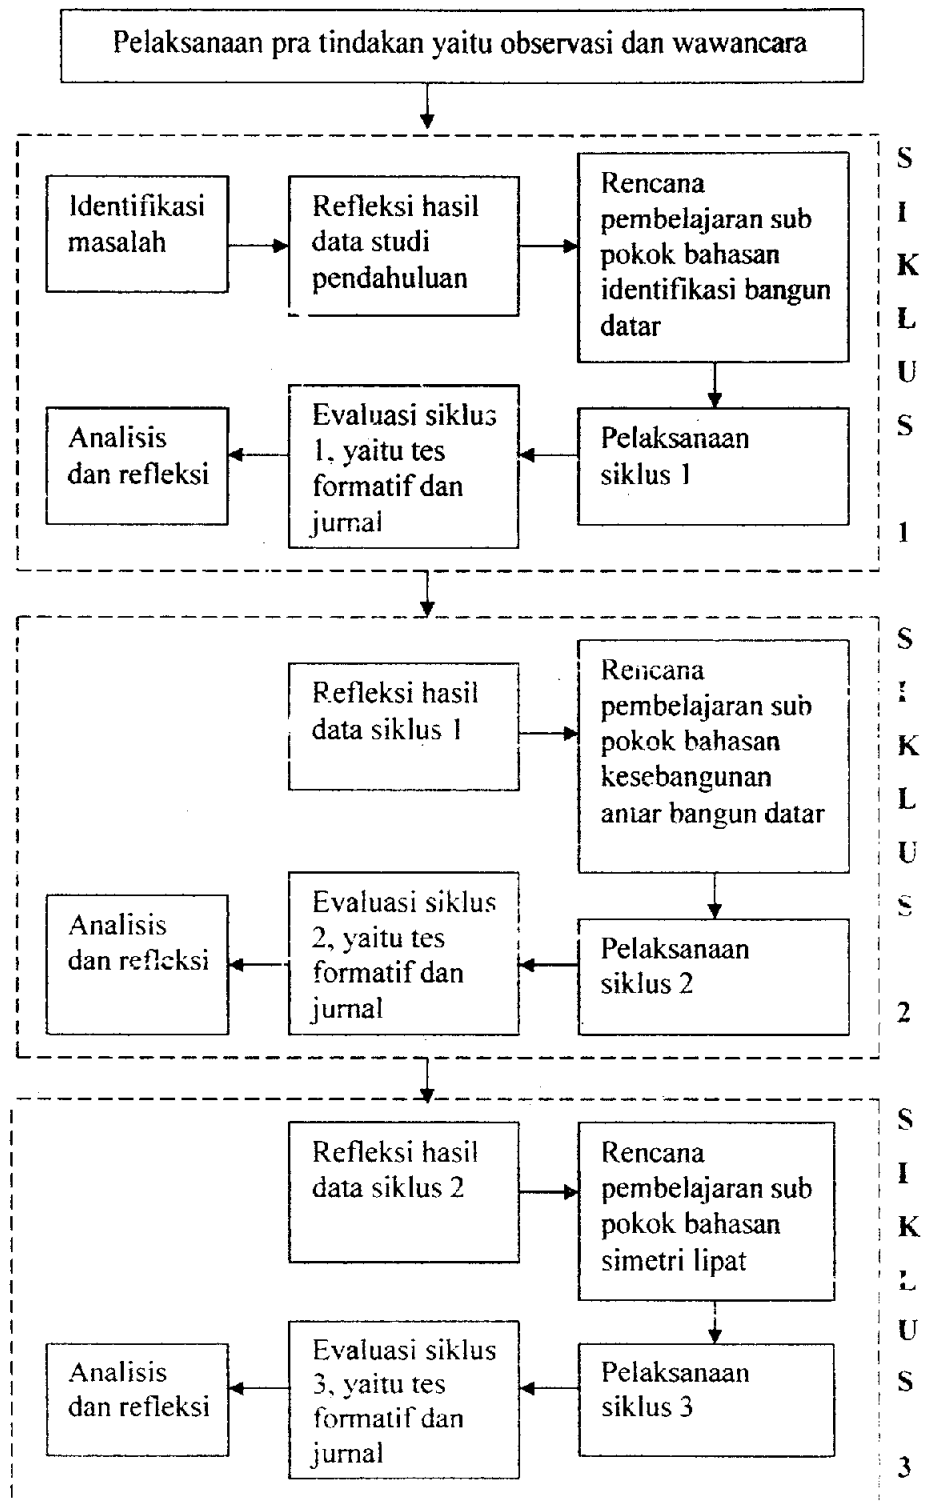 Pelaksanaan pra tindakan yaitu observasi dan wawancara
Identifikasi
masalah
Refleksi hasil
data studi
pendahuluan
Rencana
pembelajaran sub
pokok bahasan
identifikasi bangun
datar
Pelaksanaan
siklus 1
Evaluasi siklus
1, yaitu tes
formatif dan
jurnal
Analisis
dan refleksi
S
I
K
L
U
S
1
Refleksi hasil
data siklus 1
Rencana
pembelajaran sub
pokok bahasan
kesebangunan
antar bangun datar
Pelaksanaan
siklus 2
Evaluasi siklus
2, yaitu tes
formatif dan
jurnal
Analisis
dan refleksi
S
I
K
L
U
S
2
Refleksi hasil
data siklus 2
Rencana
pembelajaran sub
pokok bahasan
simetri lipat
Pelaksanaan
siklus 3
Evaluasi siklus
3, yaitu tes
formatif dan
jurnal
Analisis
dan refleksi
S
I
K
L
U
S
3